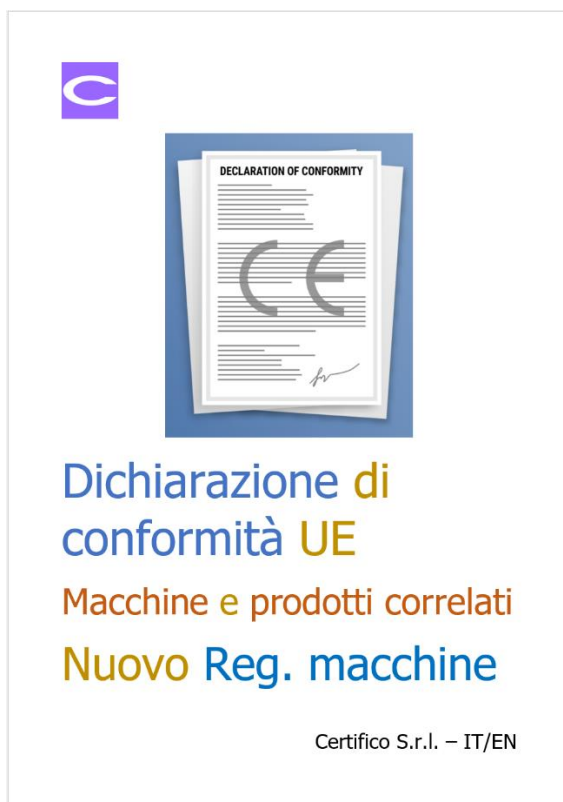 C
DECLARATION OF CONFORMITY
CE
Dichiarazione di
conformità UE
Macchine e prodotti correlati
Nuovo Reg. macchine
Certifico S.r.l. – IT/EN